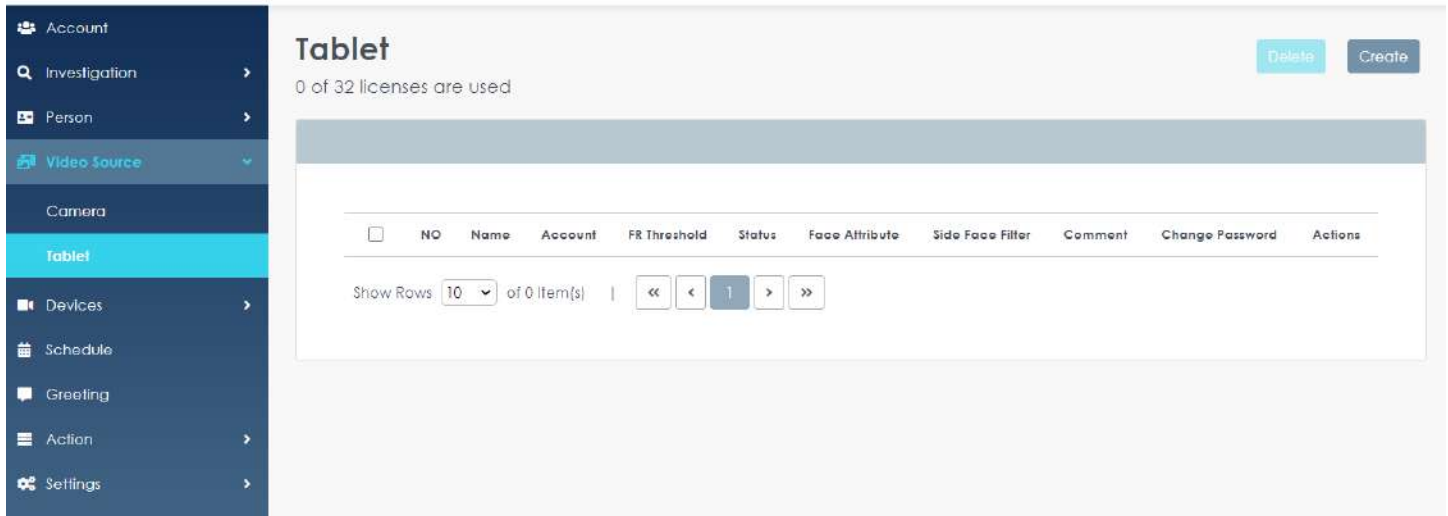 Account
Investigation
Person
Video Source
Camera
Tablet
Devices
Schedule
Greeting
Action
Settings
Tablet
Delete
Create
0 of 32 licenses are used
NO Name Account FR Threshold Status Face Attribute Side Face Filter Comment Change Password Actions
Show Rows 10 of 0 Item(s) | « ‹ 1 › »